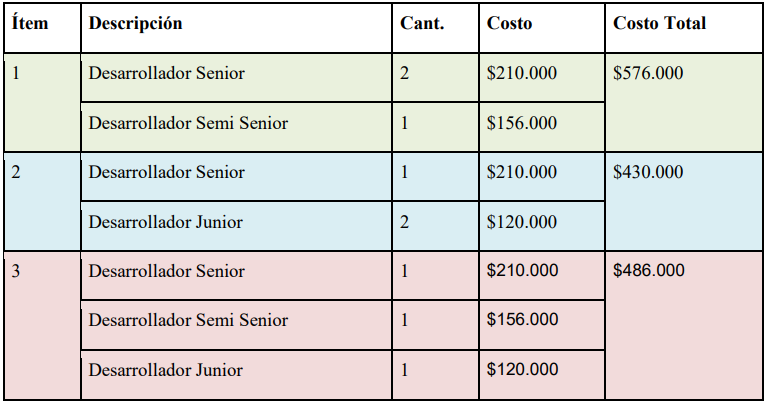 Ítem Descripción Cant. Costo Costo Total
1 Desarrollador Senior 2 $210.000 $576.000
Desarrollador Semi Senior 1 $156.000
2 Desarrollador Senior 1 $210.000 $430.000
Desarrollador Junior 2 $120.000
3 Desarrollador Senior 1 $210.000 $486.000
Desarrollador Semi Senior 1 $156.000
Desarrollador Junior 1 $120.000